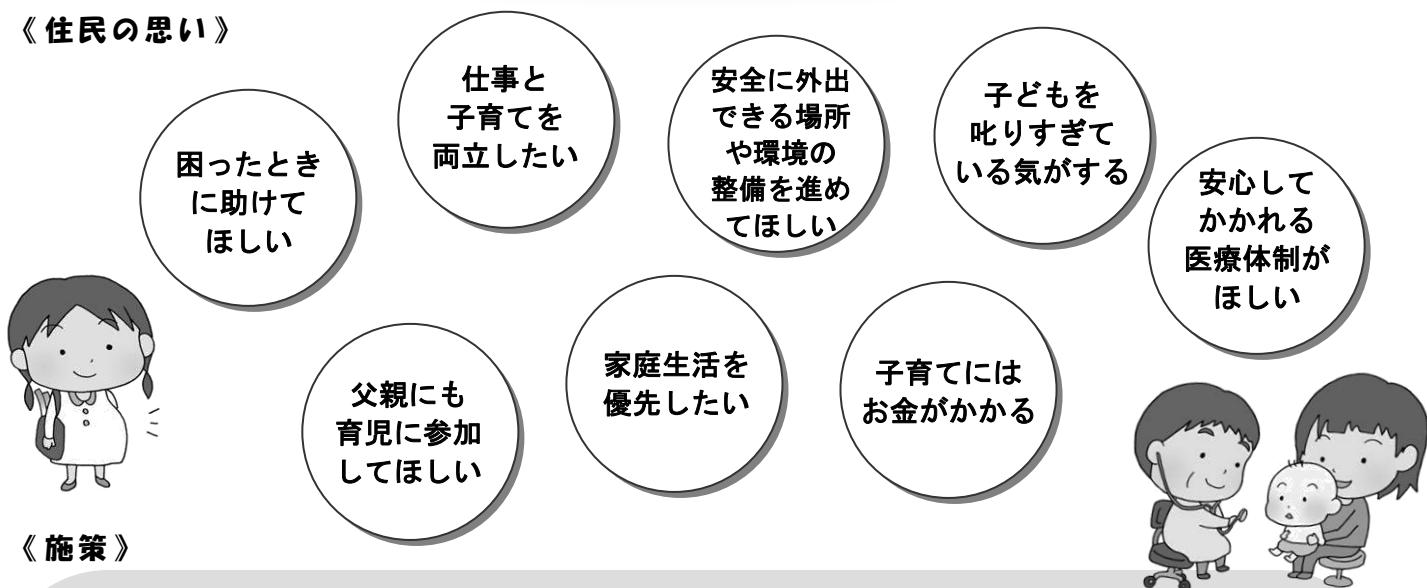 《住民の思い》
困ったとき
に助けて
ほしい
仕事と
子育てを
両立したい
安全に外出
できる場所
や環境の
整備を進め
てほしい
子どもを
叱りすぎて
いる気がする
安心して
かかれる
医療体制が
ほしい
父親にも
育児に参加
してほしい
家庭生活を
優先したい
子育てには
お金がかかる
《施策》